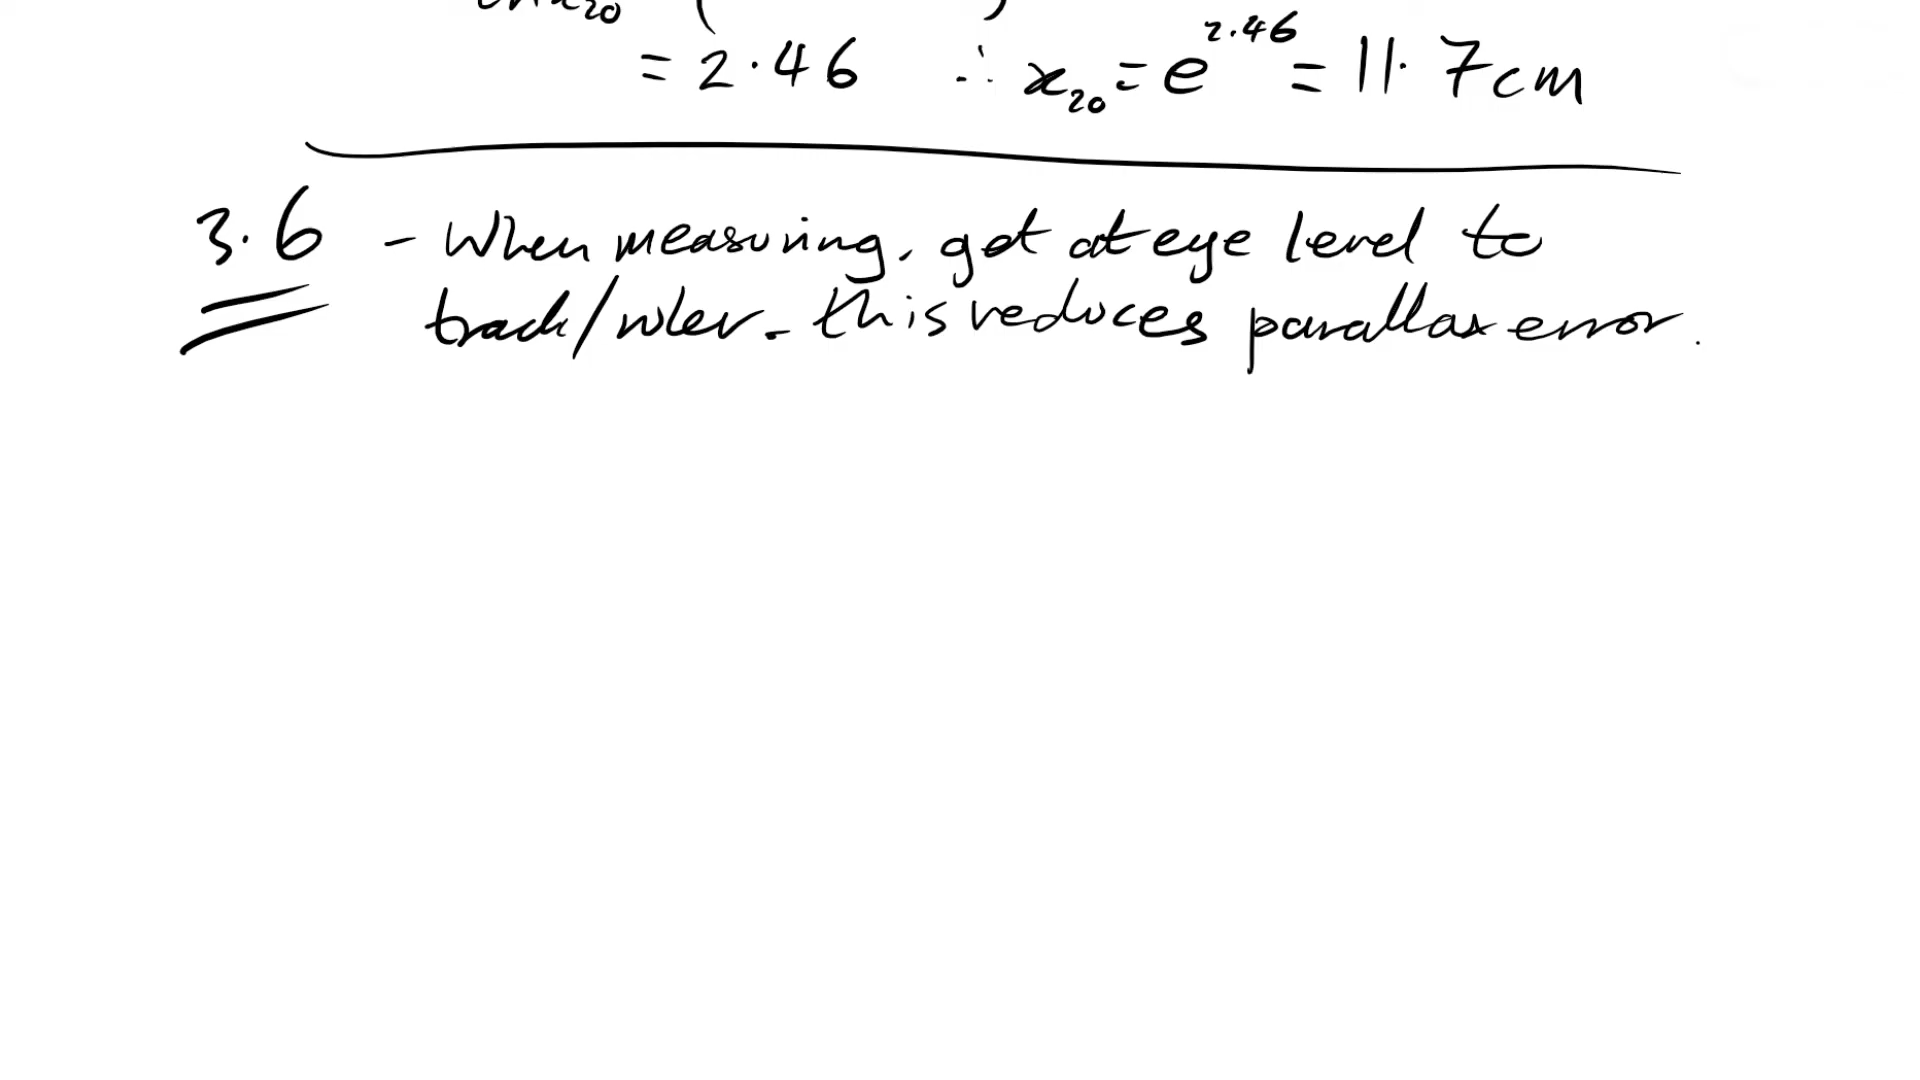 = 2.46 ∴ x₂₀ = e^2.46 = 11.7cm
3.6 - When measuring, get at eye level to
track/ruler - this reduces parallax error.